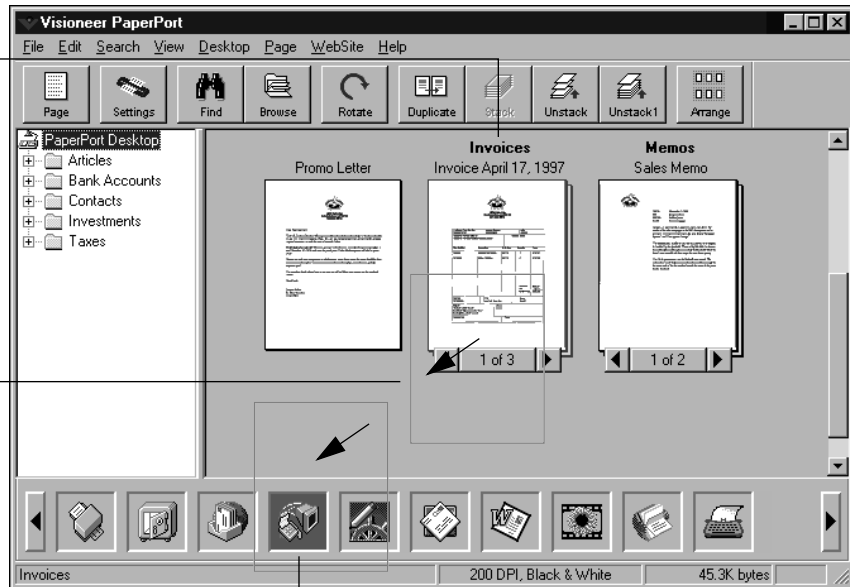 Visioneer PaperPort
File Edit Search View Desktop Page WebSite Help
Page Settings Find Browse Rotate Duplicate Stack Unstack Unstack1 Arrange
PaperPort Desktop
Articles
Bank Accounts
Contacts
Investments
Taxes
Promo Letter
Invoices
Invoice April 17, 1997
Memos
Sales Memo
1 of 3
1 of 2
Invoices 200 DPI, Black & White 45.3K bytes